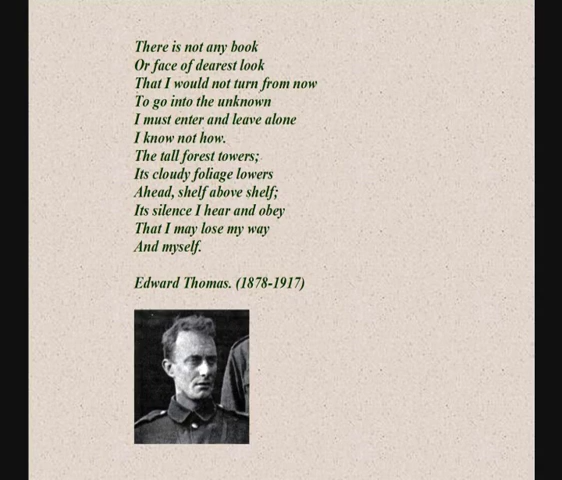 There is not any book
Or face of dearest look
That I would not turn from now
To go into the unknown
I must enter and leave alone
I know not how.
The tall forest towers;
Its cloudy foliage lowers
Ahead, shelf above shelf;
Its silence I hear and obey
That I may lose my way
And myself.
Edward Thomas. (1878-1917)